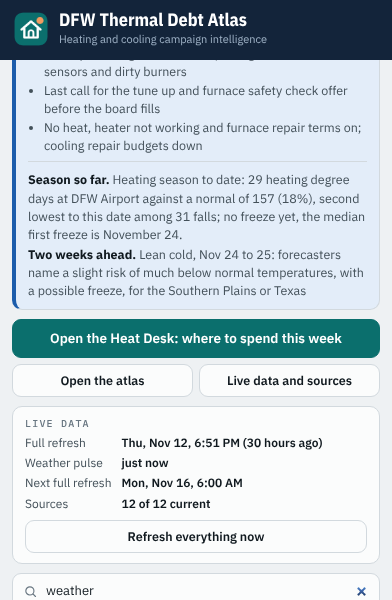 DFW Thermal Debt Atlas
Heating and cooling campaign intelligence
sensors and dirty burners
• Last call for the tune up and furnace safety check offer
before the board fills
• No heat, heater not working and furnace repair terms on;
cooling repair budgets down
Season so far. Heating season to date: 29 heating degree
days at DFW Airport against a normal of 157 (18%), second
lowest to this date among 31 falls; no freeze yet, the median
first freeze is November 24.
Two weeks ahead. Lean cold, Nov 24 to 25: forecasters
name a slight risk of much below normal temperatures, with
a possible freeze, for the Southern Plains or Texas
Open the Heat Desk: where to spend this week
Open the atlas
Live data and sources
LIVE DATA
Full refresh Thu, Nov 12, 6:51 PM (30 hours ago)
Weather pulse just now
Next full refresh Mon, Nov 16, 6:00 AM
Sources 12 of 12 current
Refresh everything now
weather ×